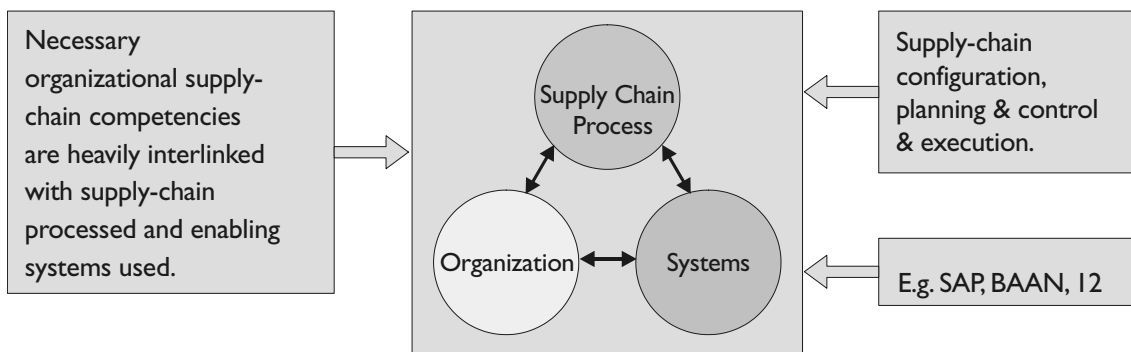 Necessary
organizational supply-
chain competencies
are heavily interlinked
with supply-chain
processed and enabling
systems used.
Supply Chain
Process
Organization
Systems
Supply-chain
configuration,
planning & control
& execution.
E.g. SAP, BAAN, 12